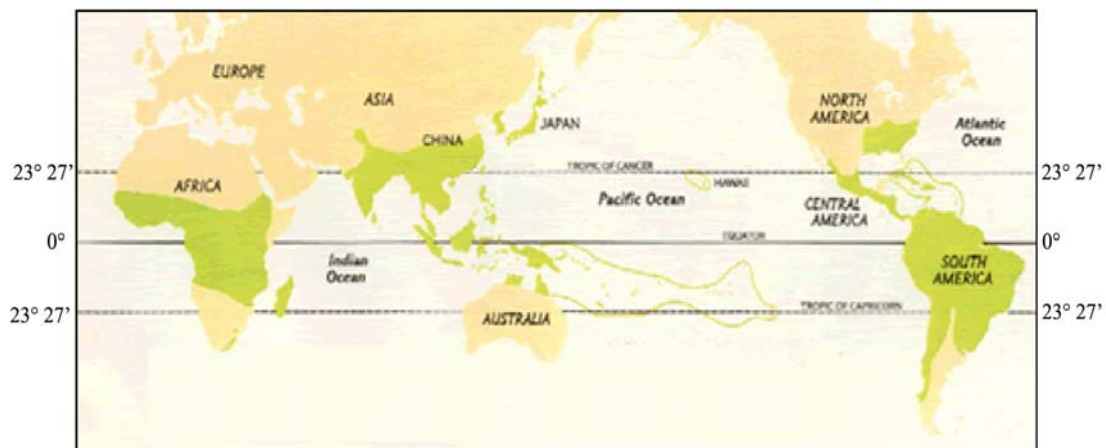 EUROPE
ASIA
NORTH
AMERICA
Atlantic
Ocean
CHINA
JAPAN
23° 27’
TROPIC OF CANCER
23° 27’
AFRICA
HAWAII
Pacific Ocean
CENTRAL
AMERICA
0°
EQUATOR
0°
Indian
Ocean
SOUTH
AMERICA
23° 27’
TROPIC OF CAPRICORN
23° 27’
AUSTRALIA